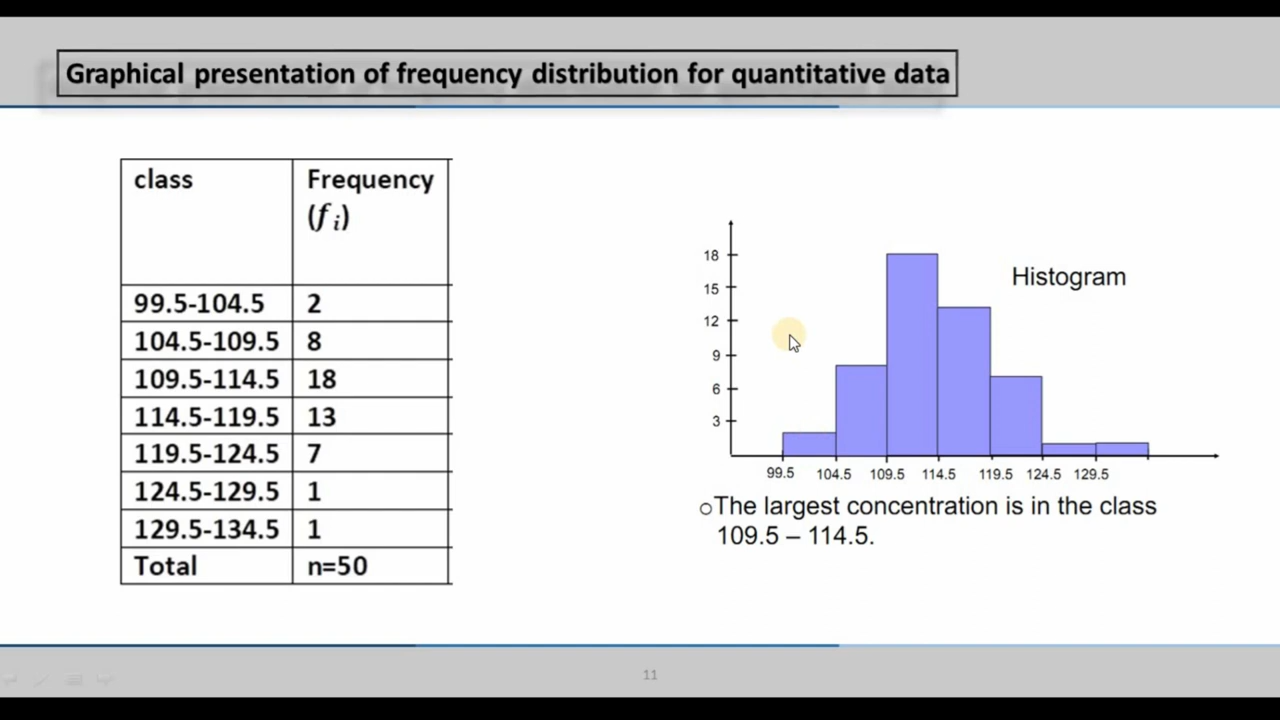 Graphical presentation of frequency distribution for quantitative data
class Frequency
(f i)
99.5-104.5 2
104.5-109.5 8
109.5-114.5 18
114.5-119.5 13
119.5-124.5 7
124.5-129.5 1
129.5-134.5 1
Total n=50
18
15
12
9
6
3
Histogram
99.5 104.5 109.5 114.5 119.5 124.5 129.5
The largest concentration is in the class
109.5 – 114.5.
11